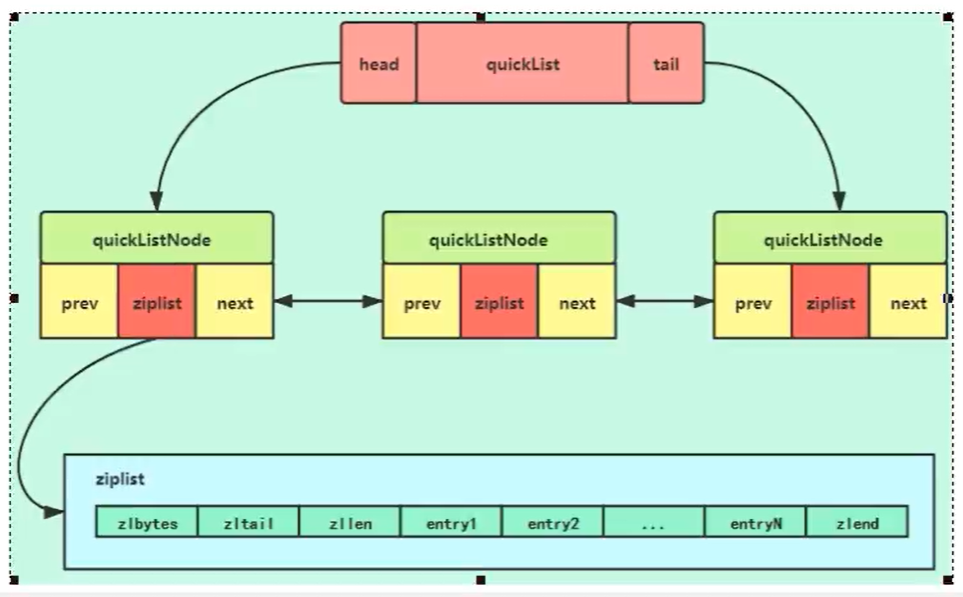 head quickList tail
quickListNode quickListNode quickListNode
prev ziplist next prev ziplist next prev ziplist next
ziplist
zlbytes zltail zllen entry1 entry2 ... entryN zlend